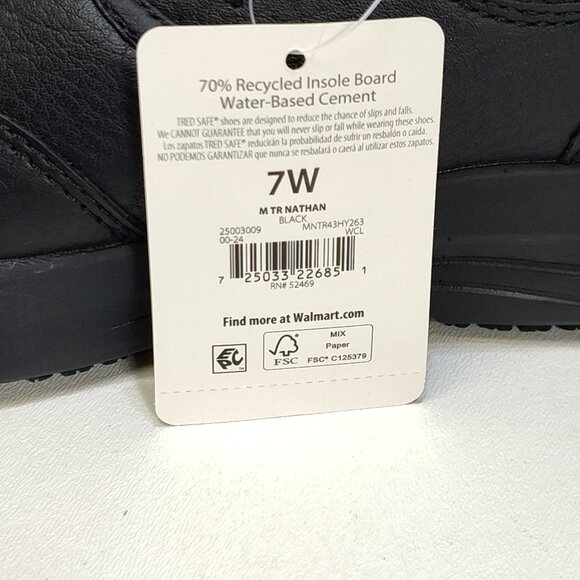 70% Recycled Insole Board
Water-Based Cement
TRED SAFE® shoes are designed to reduce the chance of slips and falls.
We CANNOT GUARANTEE that you will never slip or fall while wearing these shoes.
Los zapatos TRED SAFE® reducirán la probabilidad de sufrir un resbalón o caída.
NO PODEMOS GARANTIZAR que nunca se resbalará o caerá al utilizar estos zapatos.
7W
M TR NATHAN
BLACK
25003009 MNTR43HY263
00-24 WCL
7 25033 22685 1
RN# 52469
Find more at Walmart.com
EPC™
FSC
MIX
Paper
FSC® C125379